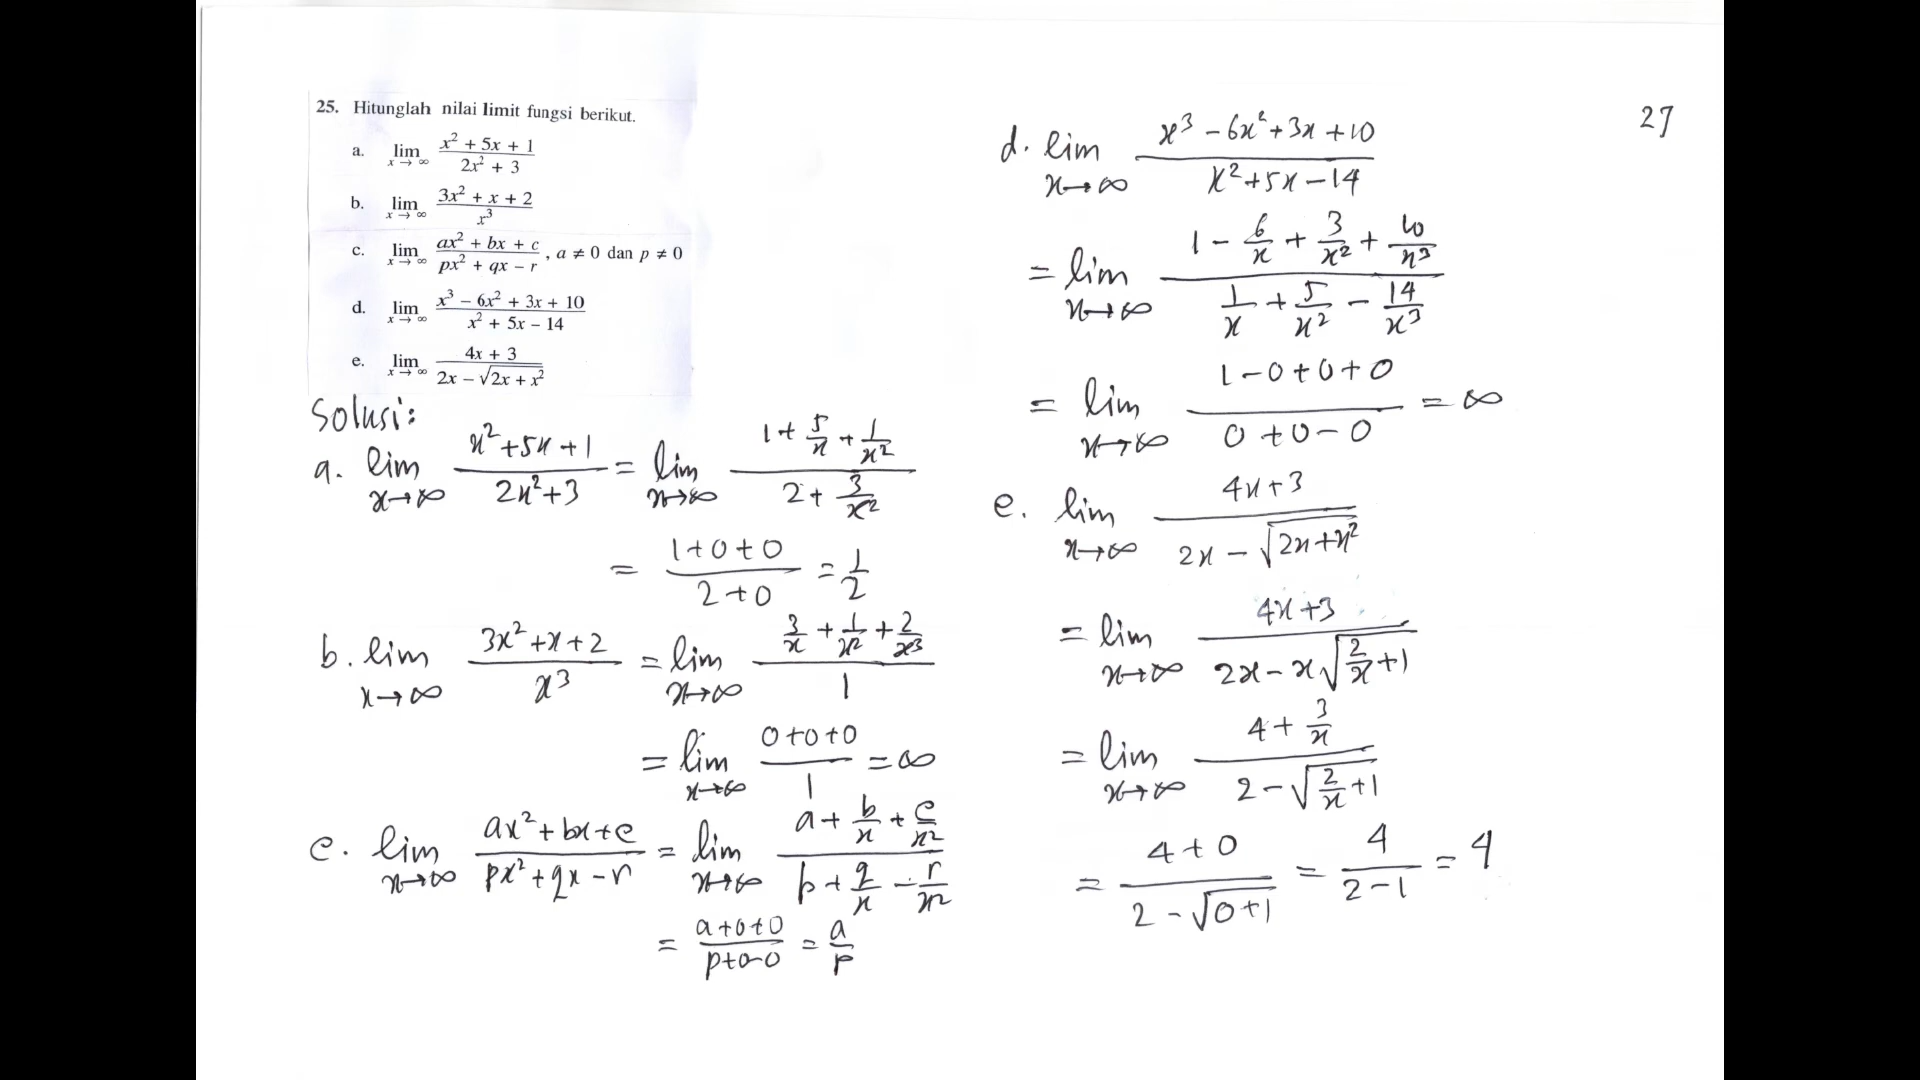 27
25. Hitunglah nilai limit fungsi berikut.
a. lim x → ∞ (x² + 5x + 1)/(2x² + 3)
b. lim x → ∞ (3x² + x + 2)/x³
c. lim x → ∞ (ax² + bx + c)/(px² + qx − r), a ≠ 0 dan p ≠ 0
d. lim x → ∞ (x³ − 6x² + 3x + 10)/(x² + 5x − 14)
e. lim x → ∞ (4x + 3)/(2x − √(2x + x²))
Solusi:
a. lim x→∞ (x²+5x+1)/(2x²+3) = lim x→∞ (1+5/x+1/x²)/(2+3/x²)
= (1+0+0)/(2+0) = 1/2
b. lim x→∞ (3x²+x+2)/x³ = lim x→∞ (3/x+1/x²+2/x³)/1
= lim x→∞ (0+0+0)/1 = ∞
c. lim x→∞ (ax²+bx+c)/(px²+qx−r) = lim x→∞ (a+b/x+c/x²)/(p+q/x−r/x²)
= (a+0+0)/(p+0−0) = a/p
d. lim x→∞ (x³−6x²+3x+10)/(x²+5x−14)
= lim x→∞ (1−6/x+3/x²+10/x³)/(1/x+5/x²−14/x³)
= lim x→∞ (1−0+0+0)/(0+0−0) = ∞
e. lim x→∞ (4x+3)/(2x−√(2x+x²))
= lim x→∞ (4x+3)/(2x−x√(2/x+1))
= lim x→∞ (4+3/x)/(2−√(2/x+1))
= (4+0)/(2−√(0+1)) = 4/(2−1) = 4